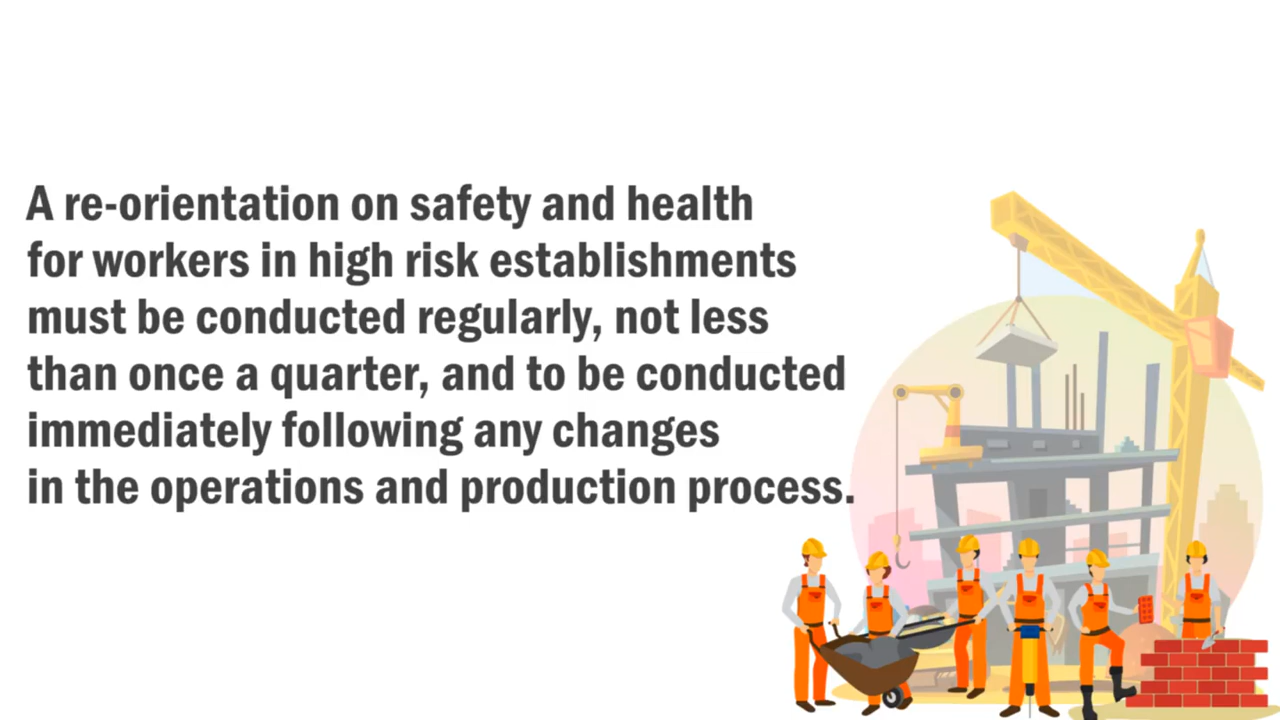 A re-orientation on safety and health
for workers in high risk establishments
must be conducted regularly, not less
than once a quarter, and to be conducted
immediately following any changes
in the operations and production process.